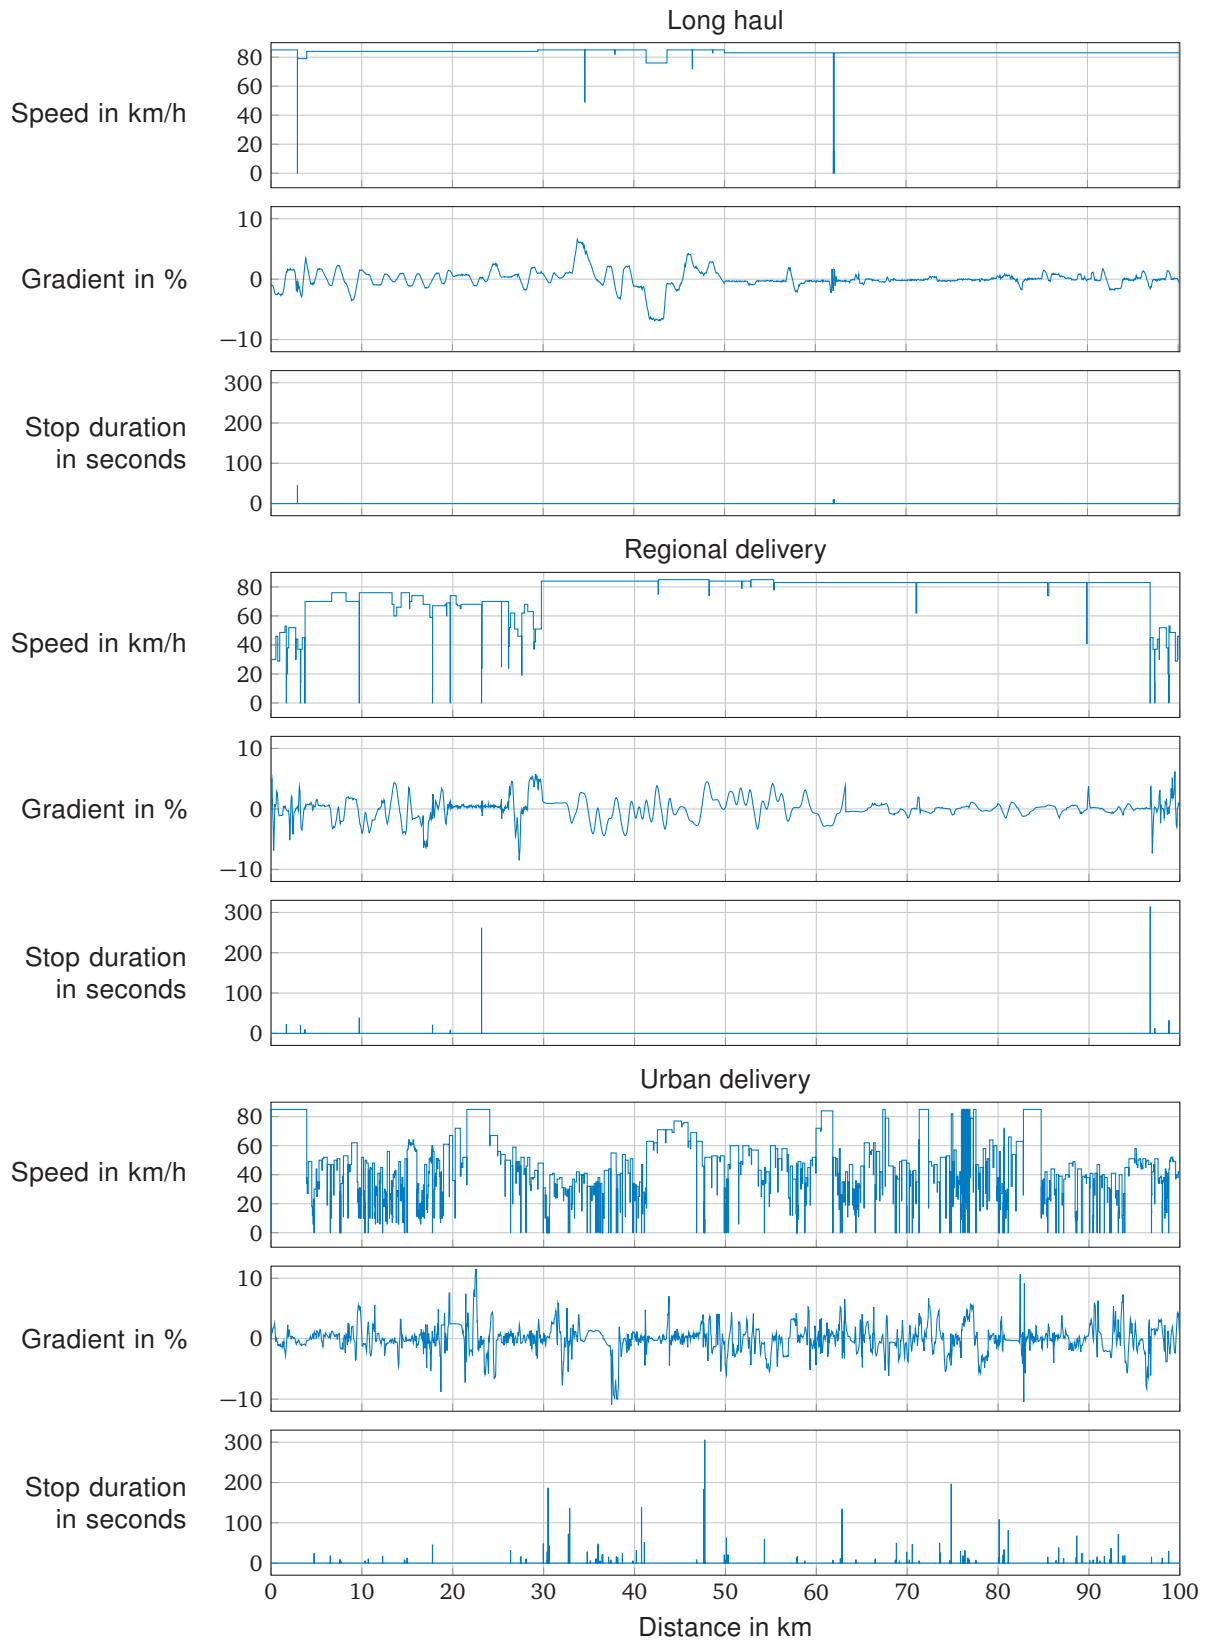 Long haul
80
60
40
20
0
Speed in km/h
10
0
−10
Gradient in %
300
200
100
0
Stop duration
in seconds
Regional delivery
80
60
40
20
0
Speed in km/h
10
0
−10
Gradient in %
300
200
100
0
Stop duration
in seconds
Urban delivery
80
60
40
20
0
Speed in km/h
10
0
−10
Gradient in %
300
200
100
0
Stop duration
in seconds
0 10 20 30 40 50 60 70 80 90 100
Distance in km